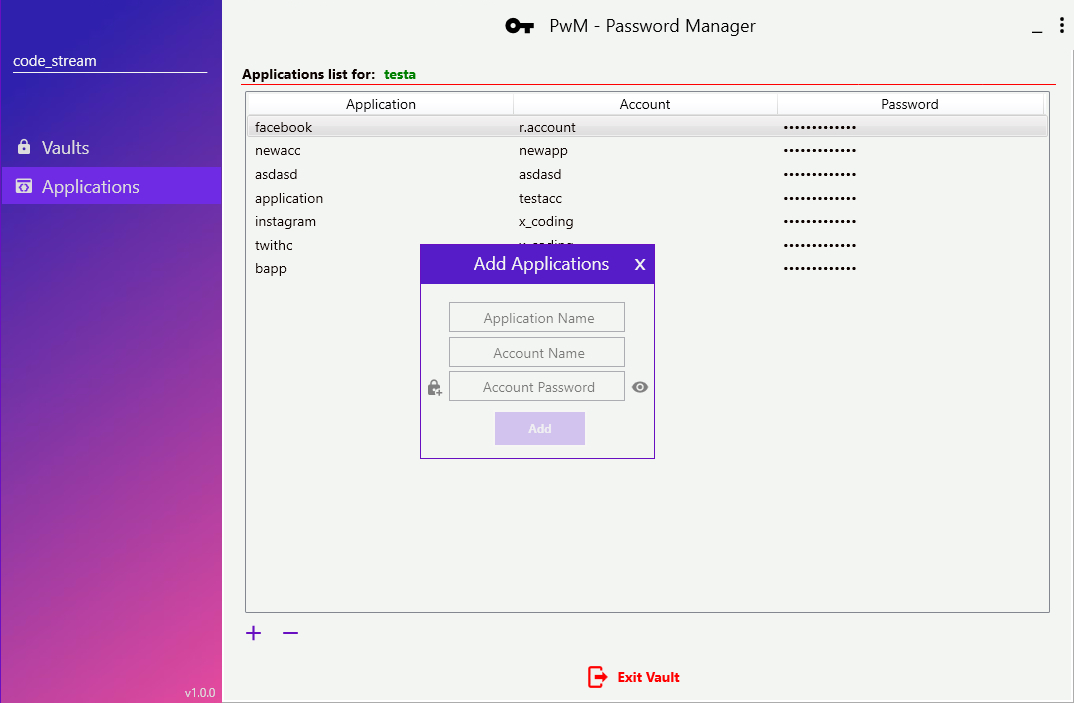 PwM - Password Manager
code_stream
Vaults
Applications
v1.0.0
Applications list for: testa
Application Account Password
facebook r.account •••••••••••••
newacc newapp •••••••••••••
asdasd asdasd •••••••••••••
application testacc •••••••••••••
instagram x_coding •••••••••••••
twithc •••••••••••••
bapp •••••••••••••
Add Applications X
Application Name
Account Name
Account Password
Add
+ −
Exit Vault